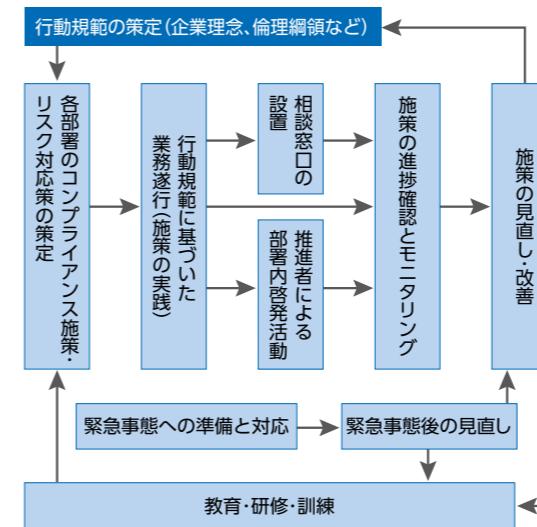 行動規範の策定(企業理念、倫理綱領など)
各部署のコンプライアンス施策・
リスク対応策の策定
行動規範に基づいた
業務遂行(施策の実践)
相談窓口の
設置
推進者による
部署内啓発活動
施策の進捗確認とモニタリング
施策の見直し・改善
緊急事態への準備と対応
緊急事態後の見直し
教育・研修・訓練